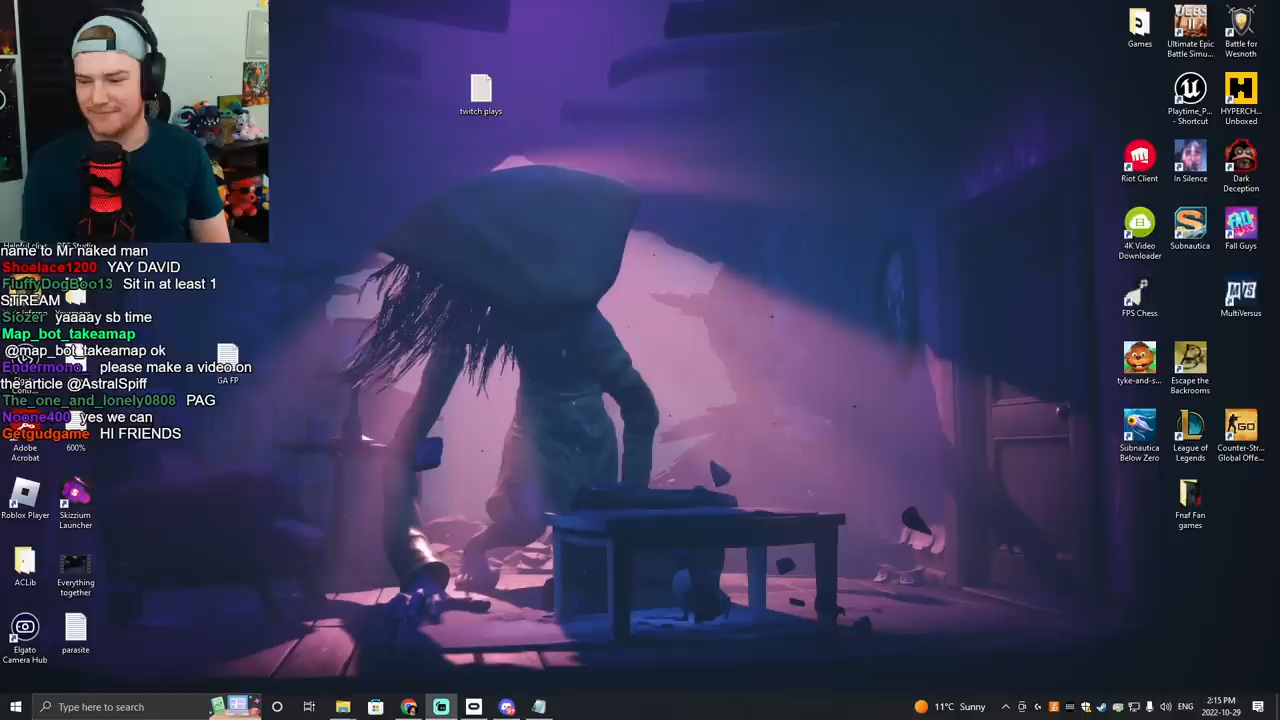 Games
Ultimate Epic
Battle Simu...
Battle for
Wesnoth
twitch plays
Playtime_P...
- Shortcut
HYPERCH...
Unboxed
Riot Client
In Silence
Dark
Deception
4K Video
Downloader
Subnautica
Fall Guys
name to Mr naked man
Shoelace1200 YAY DAVID
FluffyDogBoo13 Sit in at least 1
STREAM
Slozer yaaaay sb time
Map_bot_takeamap
@map_bot_takeamap ok
Endermono_ please make a video on
the article @AstralSpiff
The_one_and_lonely0808 PAG
Noone400 yes we can
Getgudgame HI FRIENDS
GA FP
FPS Chess
MultiVersus
tyke-and-s...
Escape the
Backrooms
Adobe
Acrobat
600%
Subnautica
Below Zero
League of
Legends
Counter-Str...
Global Offe...
GO
Roblox Player
Skizzium
Launcher
Fnaf Fan
games
ACLib
Everything
together
Elgato
Camera Hub
parasite
Type here to search
11°C Sunny
ENG
2:15 PM
2022-10-29